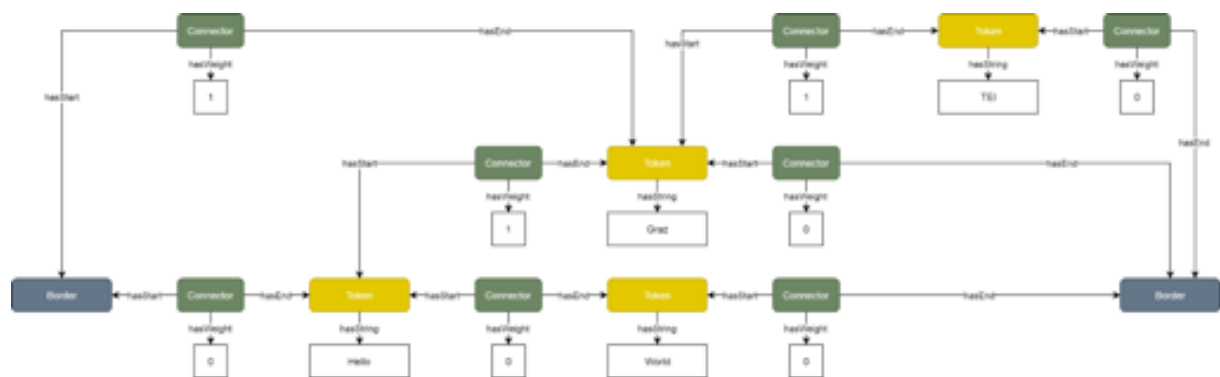 Connector hasEnd Connector hasEnd Token hasStart Connector
hasStart
hasWeight hasWeight hasString hasWeight
hasStart
1 1 TEI 0
hasEnd
hasStart Connector hasEnd Token hasStart Connector hasEnd
hasWeight hasString hasWeight
1 Graz 0
Border hasStart Connector hasEnd Token hasStart Connector hasEnd Token hasStart Connector hasEnd Border
hasWeight hasString hasWeight hasString hasWeight
0 Hello 0 World 0